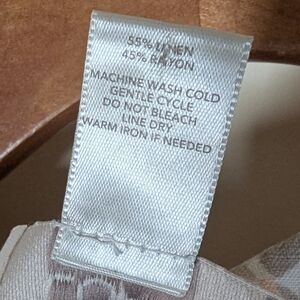 55% LINEN
45% RAYON
MACHINE WASH COLD
GENTLE CYCLE
DO NOT BLEACH
LINE DRY
WARM IRON IF NEEDED